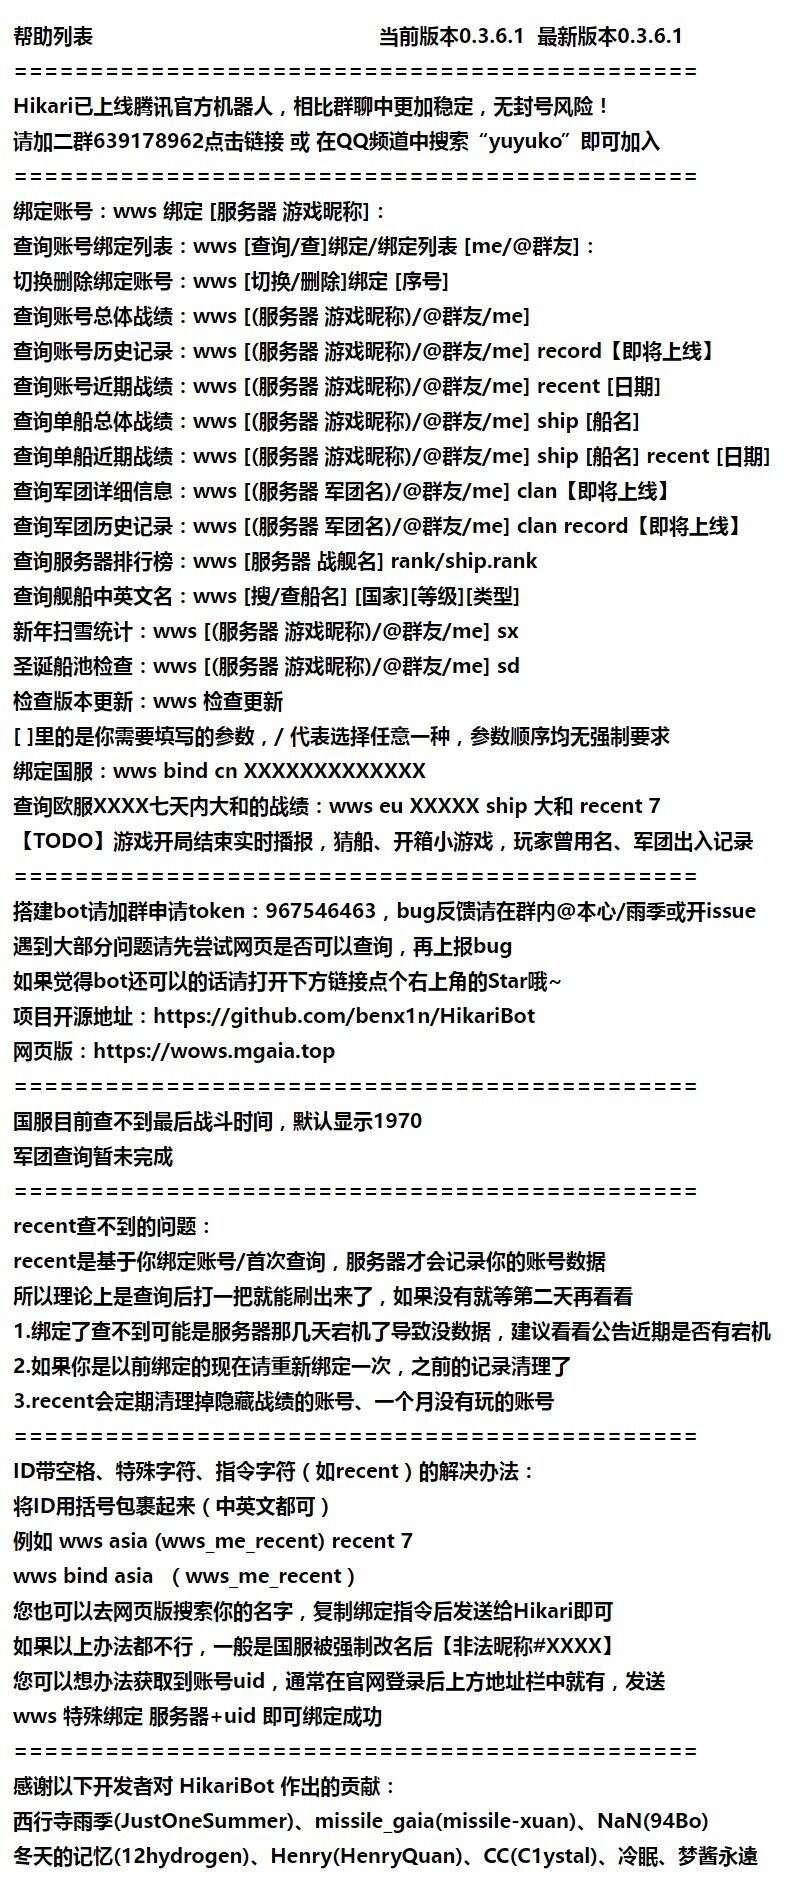 帮助列表 当前版本0.3.6.1 最新版本0.3.6.1
=============================================
Hikari已上线腾讯官方机器人，相比群聊中更加稳定，无封号风险！
请加二群639178962点击链接 或 在QQ频道中搜索“yuyuko”即可加入
=============================================
绑定账号：wws 绑定 [服务器 游戏昵称]：
查询账号绑定列表：wws [查询/查]绑定/绑定列表 [me/@群友]：
切换删除绑定账号：wws [切换/删除]绑定 [序号]
查询账号总体战绩：wws [(服务器 游戏昵称)/@群友/me]
查询账号历史记录：wws [(服务器 游戏昵称)/@群友/me] record【即将上线】
查询账号近期战绩：wws [(服务器 游戏昵称)/@群友/me] recent [日期]
查询单船总体战绩：wws [(服务器 游戏昵称)/@群友/me] ship [船名]
查询单船近期战绩：wws [(服务器 游戏昵称)/@群友/me] ship [船名] recent [日期]
查询军团详细信息：wws [(服务器 军团名)/@群友/me] clan【即将上线】
查询军团历史记录：wws [(服务器 军团名)/@群友/me] clan record【即将上线】
查询服务器排行榜：wws [服务器 战舰名] rank/ship.rank
查询舰船中英文名：wws [搜/查船名] [国家][等级][类型]
新年扫雪统计：wws [(服务器 游戏昵称)/@群友/me] sx
圣诞船池检查：wws [(服务器 游戏昵称)/@群友/me] sd
检查版本更新：wws 检查更新
[ ]里的是你需要填写的参数，/ 代表选择任意一种，参数顺序均无强制要求
绑定国服：wws bind cn XXXXXXXXXXXXX
查询欧服XXXX七天内大和的战绩：wws eu XXXXX ship 大和 recent 7
【TODO】游戏开局结束实时播报，猜船、开箱小游戏，玩家曾用名、军团出入记录
=============================================
搭建bot请加群申请token：967546463，bug反馈请在群内@本心/雨季或开issue
遇到大部分问题请先尝试网页是否可以查询，再上报bug
如果觉得bot还可以的话请打开下方链接点个右上角的Star哦~
项目开源地址：https://github.com/benx1n/HikariBot
网页版：https://wows.mgaia.top
=============================================
国服目前查不到最后战斗时间，默认显示1970
军团查询暂未完成
=============================================
recent查不到的问题：
recent是基于你绑定账号/首次查询，服务器才会记录你的账号数据
所以理论上是查询后打一把就能刷出来了，如果没有就等第二天再看看
1.绑定了查不到可能是服务器那几天宕机了导致没数据，建议看看公告近期是否有宕机
2.如果你是以前绑定的现在请重新绑定一次，之前的记录清理了
3.recent会定期清理掉隐藏战绩的账号、一个月没有玩的账号
=============================================
ID带空格、特殊字符、指令字符（如recent）的解决办法：
将ID用括号包裹起来（中英文都可）
例如 wws asia (wws_me_recent) recent 7
wws bind asia （wws_me_recent）
您也可以去网页版搜索你的名字，复制绑定指令后发送给Hikari即可
如果以上办法都不行，一般是国服被强制改名后【非法昵称#XXXX】
您可以想办法获取到账号uid，通常在官网登录后上方地址栏中就有，发送
wws 特殊绑定 服务器+uid 即可绑定成功
=============================================
感谢以下开发者对 HikariBot 作出的贡献：
西行寺雨季(JustOneSummer)、missile_gaia(missile-xuan)、NaN(94Bo)
冬天的记忆(12hydrogen)、Henry(HenryQuan)、CC(C1ystal)、冷眠、梦酱永遠